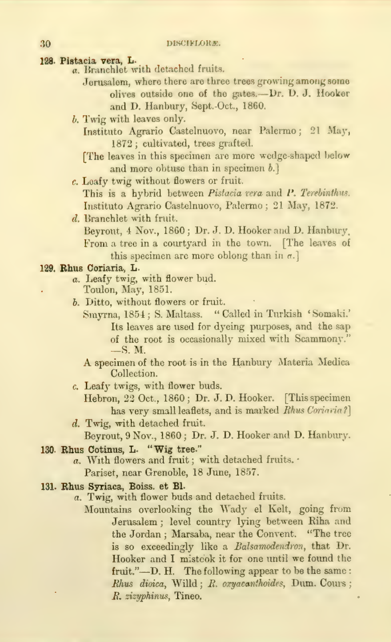 30 DISCIFLORÆ.
128. Pistacia vera, L.
a. Branchlet with detached fruits.
Jerusalem, where there are three trees growing among some
olives outside one of the gates.—Dr. D. J. Hooker
and D. Hanbury, Sept.-Oct., 1860.
b. Twig with leaves only.
Instituto Agrario Castelnuovo, near Palermo; 21 May,
1872; cultivated, trees grafted.
[The leaves in this specimen are more wedge-shaped below
and more obtuse than in specimen b.]
c. Leafy twig without flowers or fruit.
This is a hybrid between Pistacia vera and P. Terebinthus.
Instituto Agrario Castelnuovo, Palermo; 21 May, 1872.
d. Branchlet with fruit.
Beyrout, 4 Nov., 1860; Dr. J. D. Hooker and D. Hanbury.
From a tree in a courtyard in the town. [The leaves of
this specimen are more oblong than in a.]
129. Rhus Coriaria, L.
a. Leafy twig, with flower bud.
Toulon, May, 1851.
b. Ditto, without flowers or fruit.
Smyrna, 1854; S. Maltass. "Called in Turkish 'Somaki.'
Its leaves are used for dyeing purposes, and the sap
of the root is occasionally mixed with Scammony."
—S. M.
A specimen of the root is in the Hanbury Materia Medica
Collection.
c. Leafy twigs, with flower buds.
Hebron, 22 Oct., 1860; Dr. J. D. Hooker. [This specimen
has very small leaflets, and is marked Rhus Coriaria?]
d. Twig, with detached fruit.
Beyrout, 9 Nov., 1860; Dr. J. D. Hooker and D. Hanbury.
130. Rhus Cotinus, L. "Wig tree."
a. With flowers and fruit; with detached fruits.
Pariset, near Grenoble, 18 June, 1857.
131. Rhus Syriaca, Boiss. et Bl.
a. Twig, with flower buds and detached fruits.
Mountains overlooking the Wady el Kelt, going from
Jerusalem; level country lying between Riha and
the Jordan; Marsaba, near the Convent. "The tree
is so exceedingly like a Balsamodendron, that Dr.
Hooker and I mistook it for one until we found the
fruit."—D. H. The following appear to be the same:
Rhus dioica, Willd; R. oxyacanthoides, Dum. Cours;
R. zizyphinus, Tineo.